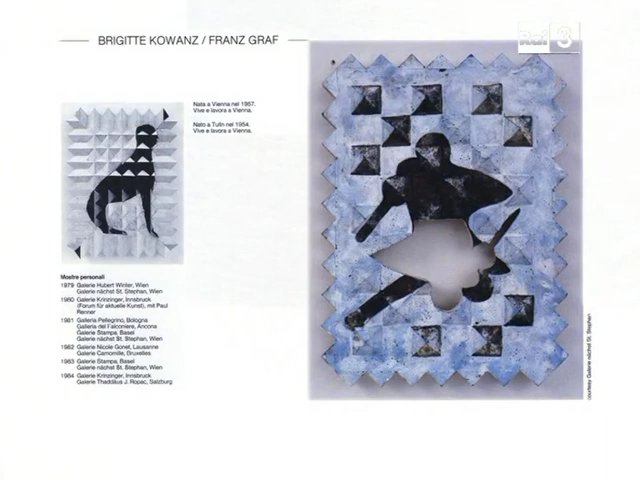 BRIGITTE KOWANZ / FRANZ GRAF
Rai 3
Nata a Vienna nel 1957.
Vive e lavora a Vienna.
Nato a Tulln nel 1954.
Vive e lavora a Vienna.
Mostre personali
1979 Galerie Hubert Winter, Wien
Galerie nächst St. Stephan, Wien
1980 Galerie Krinzinger, Innsbruck
(Forum für aktuelle Kunst), mit Paul
Renner
1981 Galleria Pellegrino, Bologna
Galleria del Falconiere, Ancona
Galerie Stampa, Basel
Galerie nächst St. Stephan, Wien
1982 Galerie Nicole Gonet, Lausanne
Galerie Camomille, Bruxelles
1983 Galerie Stampa, Basel
Galerie nächst St. Stephan, Wien
1984 Galerie Krinzinger, Innsbruck
Galerie Thaddäus J. Ropac, Salzburg
courtesy Galerie nächst St. Stephan